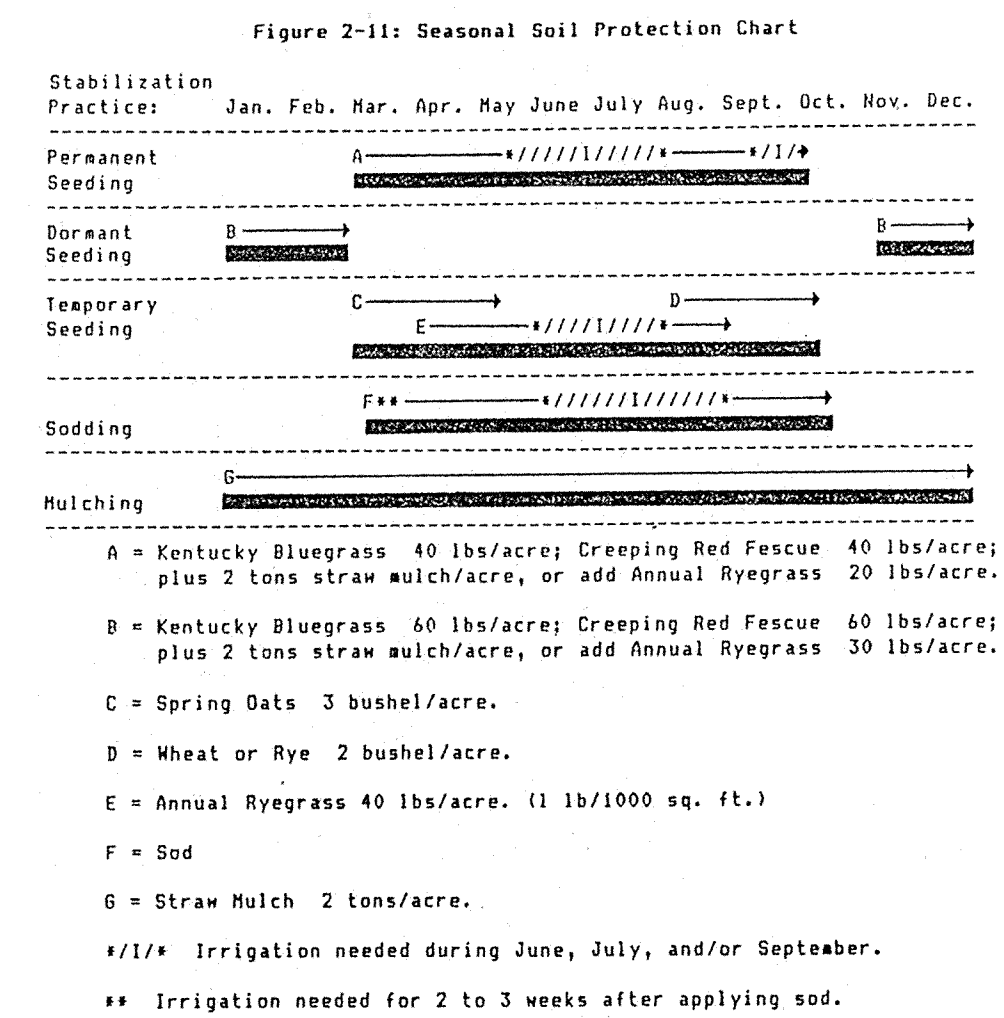 Figure 2-11: Seasonal Soil Protection Chart
Stabilization
Practice: Jan. Feb. Mar. Apr. May June July Aug. Sept. Oct. Nov. Dec.
Permanent A *//////I/////* */I/
Seeding
Dormant B B
Seeding
Temporary C D
Seeding E *////I////*
F** *//////I//////*
Sodding
G
Mulching
A = Kentucky Bluegrass 40 lbs/acre; Creeping Red Fescue 40 lbs/acre;
plus 2 tons straw mulch/acre, or add Annual Ryegrass 20 lbs/acre.
B = Kentucky Bluegrass 60 lbs/acre; Creeping Red Fescue 60 lbs/acre;
plus 2 tons straw mulch/acre, or add Annual Ryegrass 30 lbs/acre.
C = Spring Oats 3 bushel/acre.
D = Wheat or Rye 2 bushel/acre.
E = Annual Ryegrass 40 lbs/acre. (1 lb/1000 sq. ft.)
F = Sod
G = Straw Mulch 2 tons/acre.
*/I/* Irrigation needed during June, July, and/or September.
** Irrigation needed for 2 to 3 weeks after applying sod.